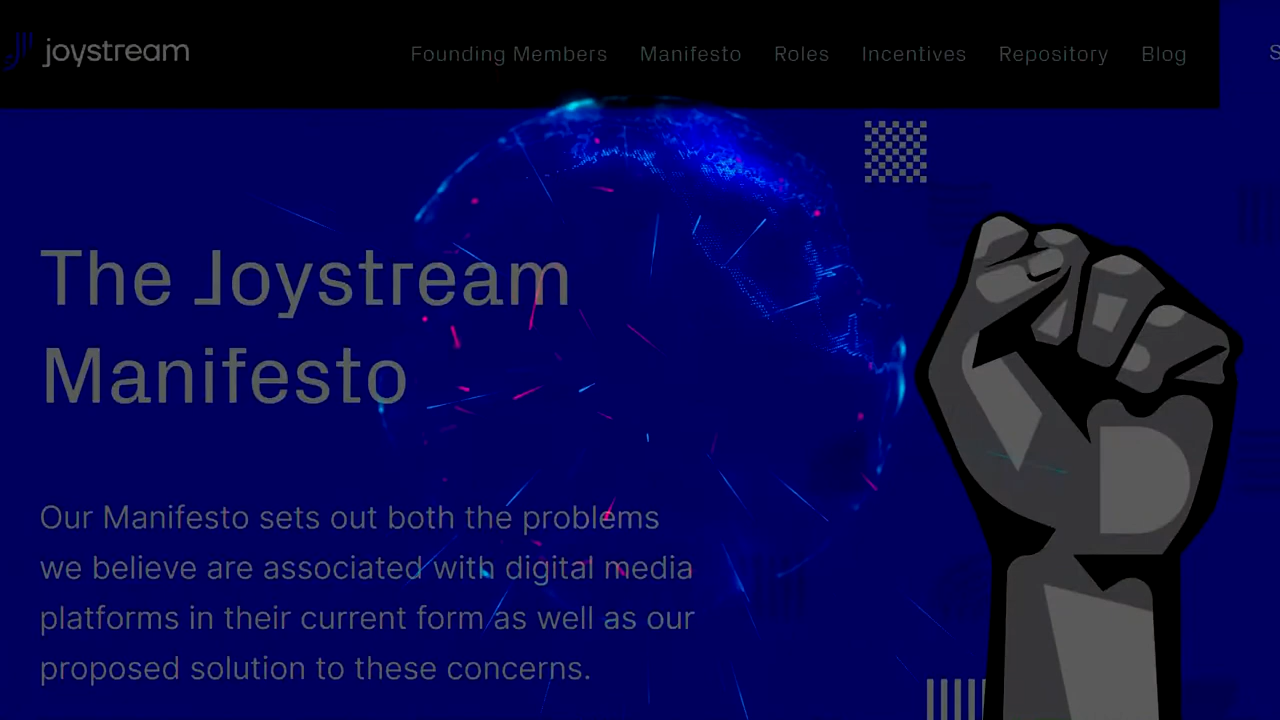 joystream
Founding Members Manifesto Roles Incentives Repository Blog S
The Joystream
Manifesto
Our Manifesto sets out both the problems
we believe are associated with digital media
platforms in their current form as well as our
proposed solution to these concerns.